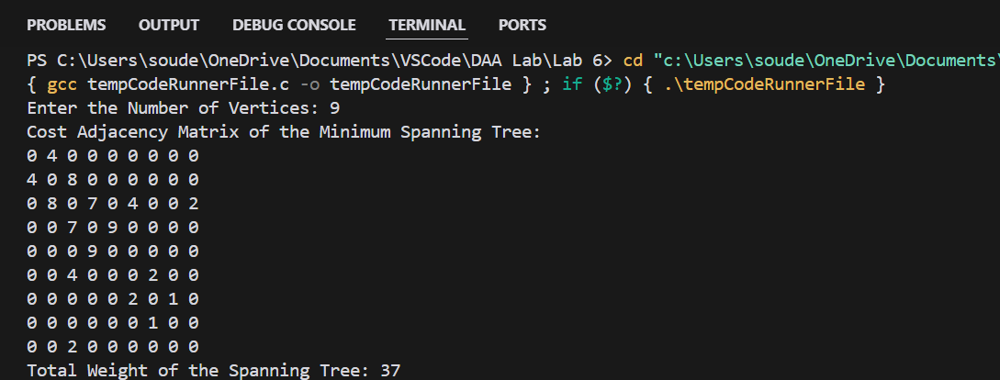 PROBLEMS OUTPUT DEBUG CONSOLE TERMINAL PORTS
PS C:\Users\soude\OneDrive\Documents\VSCode\DAA Lab\Lab 6> cd "c:\Users\soude\OneDrive\Documents\
{ gcc tempCodeRunnerFile.c -o tempCodeRunnerFile } ; if ($?) { .\tempCodeRunnerFile }
Enter the Number of Vertices: 9
Cost Adjacency Matrix of the Minimum Spanning Tree:
0 4 0 0 0 0 0 0 0
4 0 8 0 0 0 0 0 0
0 8 0 7 0 4 0 0 2
0 0 7 0 9 0 0 0 0
0 0 0 9 0 0 0 0 0
0 0 4 0 0 0 2 0 0
0 0 0 0 0 2 0 1 0
0 0 0 0 0 0 1 0 0
0 0 2 0 0 0 0 0 0
Total Weight of the Spanning Tree: 37